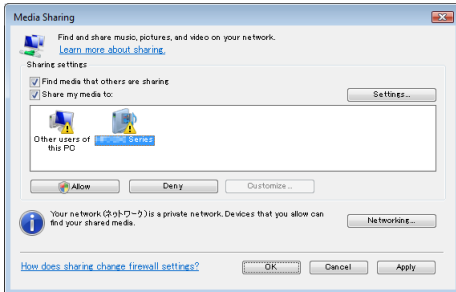 Media Sharing
Find and share music, pictures, and video on your network.
Learn more about sharing.
Sharing settings
Find media that others are sharing
Share my media to:
Settings...
Other users of
this PC
Series
Allow
Deny
Customize...
Your network (ネットワーク) is a private network. Devices that you allow can
find your shared media.
Networking...
How does sharing change firewall settings?
OK
Cancel
Apply